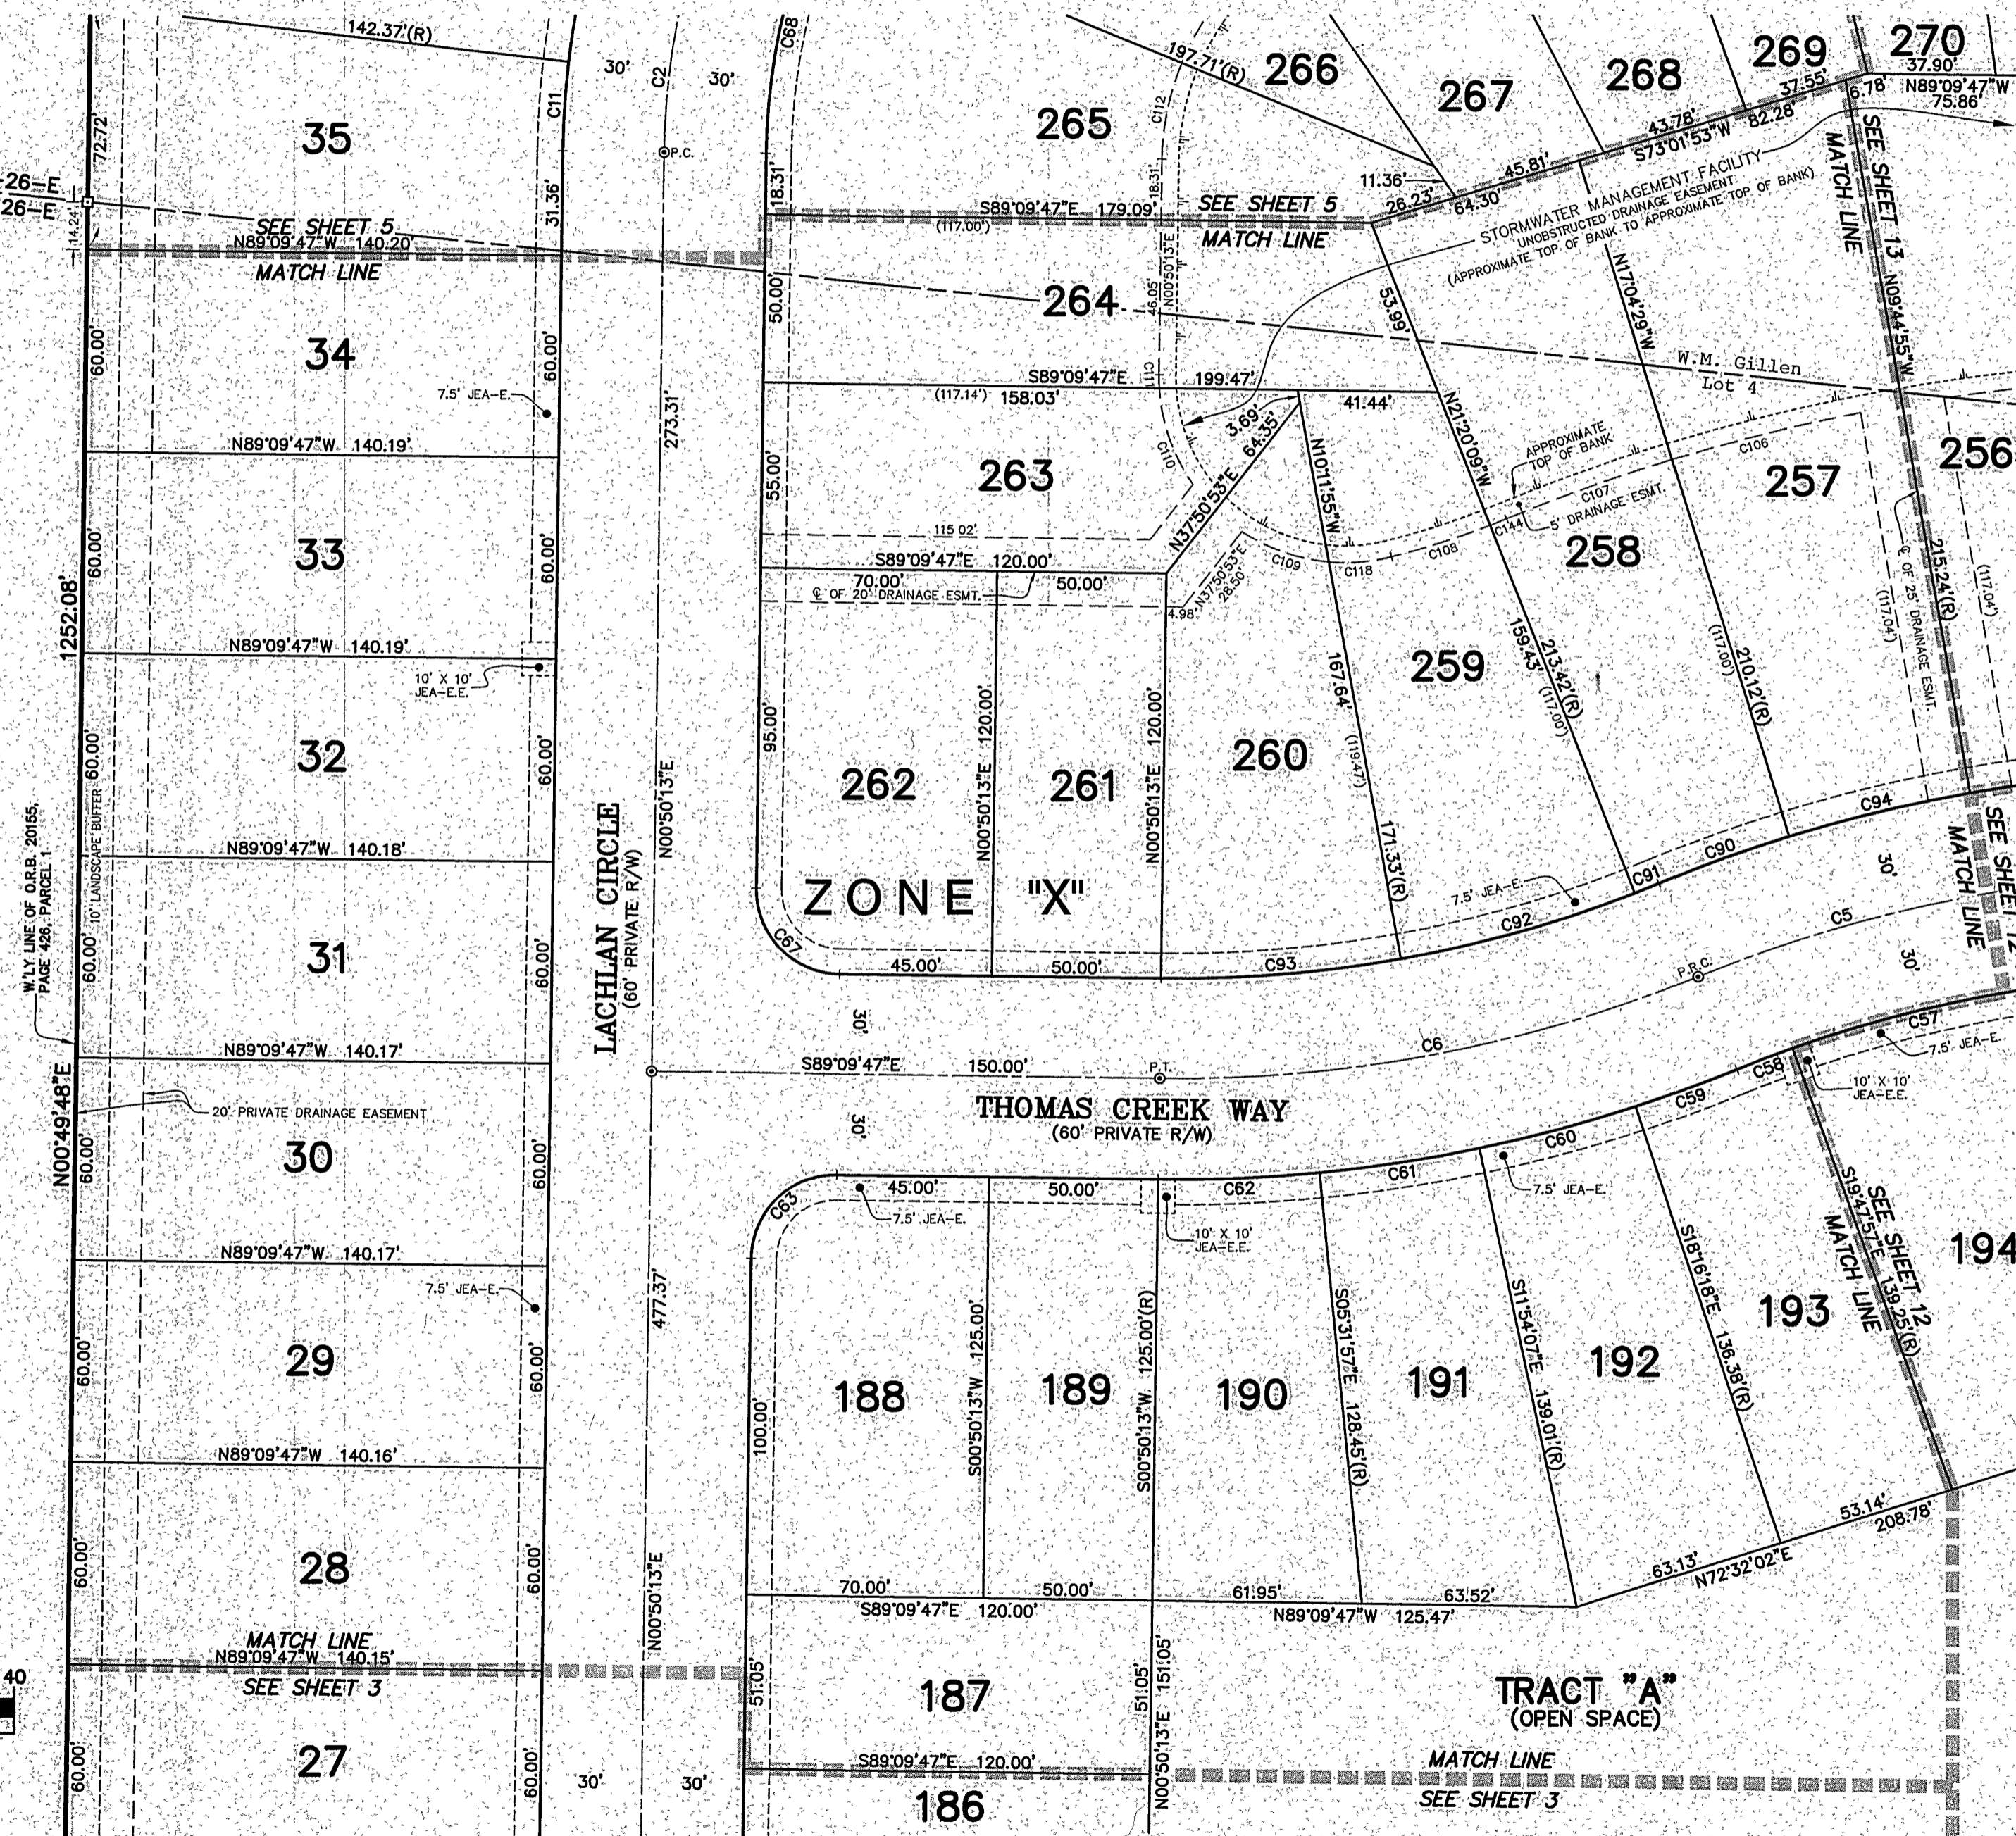 142.37'(R)
C11
30'
C2
30'
C68
197.71'(R)
C112
266
267
268
269
270
37.90'
N89°09'47"W
75.86
37.55'
6.78'
82.28'
43.78'
S73°01'53"W
45.81'
64.30'
26.23'
11.36'
265
35
72.72'
P.C.
31.36'
18.31'
18.31'
26-E
26-E
14.24'
SEE SHEET 5
N89°09'47"W 140.20'
MATCH LINE
S89°09'47"E 179.09'
(117.00')
SEE SHEET 5
MATCH LINE
STORMWATER MANAGEMENT FACILITY
UNOBSTRUCTED DRAINAGE EASEMENT
(APPROXIMATE TOP OF BANK TO APPROXIMATE TOP OF BANK)
SEE SHEET 13
MATCH LINE
N09°44'55"W
34
60.00'
60.00'
7.5' JEA-E.
N89°09'47"W 140.19'
273.31'
50.00'
264
46.05'
N00°50'13"E
53.99'
N17°04'29"W
W.M. Gillen
Lot 4
S89°09'47"E 199.47'
(117.14') 158.03'
C111
41.44'
3.69'
64.35'
N37°50'53"E
N10°11'55"W
N21°20'09"W
APPROXIMATE
TOP OF BANK
C106
C107
5' DRAINAGE ESMT.
C144
C108
C118
C109
C110
263
55.00'
115.02'
S89°09'47"E 120.00'
70.00'
50.00'
℄ OF 20' DRAINAGE ESMT.
4.98'
N37°50'53"E
28.50'
257
256
258
℄ OF 25' DRAINAGE ESMT.
215.24'(R)
(117.04')
(117.04')
33
60.00'
60.00'
1252.08'
N89°09'47"W 140.19'
10' X 10'
JEA-E.E.
32
60.00'
60.00'
N89°09'47"W 140.18'
10' LANDSCAPE BUFFER
W.'LY LINE OF O.R.B. 20155,
PAGE 426, PARCEL 1
LACHLAN CIRCLE
(60' PRIVATE R/W)
N00°50'13"E
95.00'
262
N00°50'13"E 120.00'
261
N00°50'13"E 120.00'
260
167.64'
(119.47')
171.33'(R)
259
159.43'
213.42'(R)
(117.00')
210.12'(R)
(117.00')
ZONE "X"
C67
45.00'
50.00'
C93
C92
7.5' JEA-E.
C91
C90
C94
30'
C5
30'
SEE SHEET 12
MATCH LINE
P.R.C.
31
60.00'
60.00'
N89°09'47"W 140.17'
30'
S89°09'47"E 150.00'
P.T.
C6
THOMAS CREEK WAY
(60' PRIVATE R/W)
30'
C57
7.5' JEA-E.
C58
10' X 10'
JEA-E.E.
C59
C60
C61
C62
7.5' JEA-E.
N00°49'48"E
20' PRIVATE DRAINAGE EASEMENT
30
60.00'
60.00'
N89°09'47"W 140.17'
C63
45.00'
50.00'
7.5' JEA-E.
10' X 10'
JEA-E.E.
7.5' JEA-E.
29
60.00'
60.00'
477.37'
N89°09'47"W 140.16'
100.00'
188
S00°50'13"W 125.00'
189
S00°50'13"W 125.00'(R)
190
S05°31'57"E 128.45'(R)
191
S11°54'07"E 139.01'(R)
192
S18°16'18"E 136.38'(R)
193
S19°47'57"E 139.25'(R)
SEE SHEET 12
MATCH LINE
194
53.14'
208.78'
63.13'
N72°32'02"E
28
60.00'
60.00'
N00°50'13"E
70.00'
50.00'
S89°09'47"E 120.00'
61.95'
63.52'
N89°09'47"W 125.47'
MATCH LINE
N89°09'47"W 140.15'
SEE SHEET 3
40
27
60.00'
60.00'
30'
30'
51.05'
187
51.05'
N00°50'13"E 151.05'
S89°09'47"E 120.00'
186
TRACT "A"
(OPEN SPACE)
MATCH LINE
SEE SHEET 3